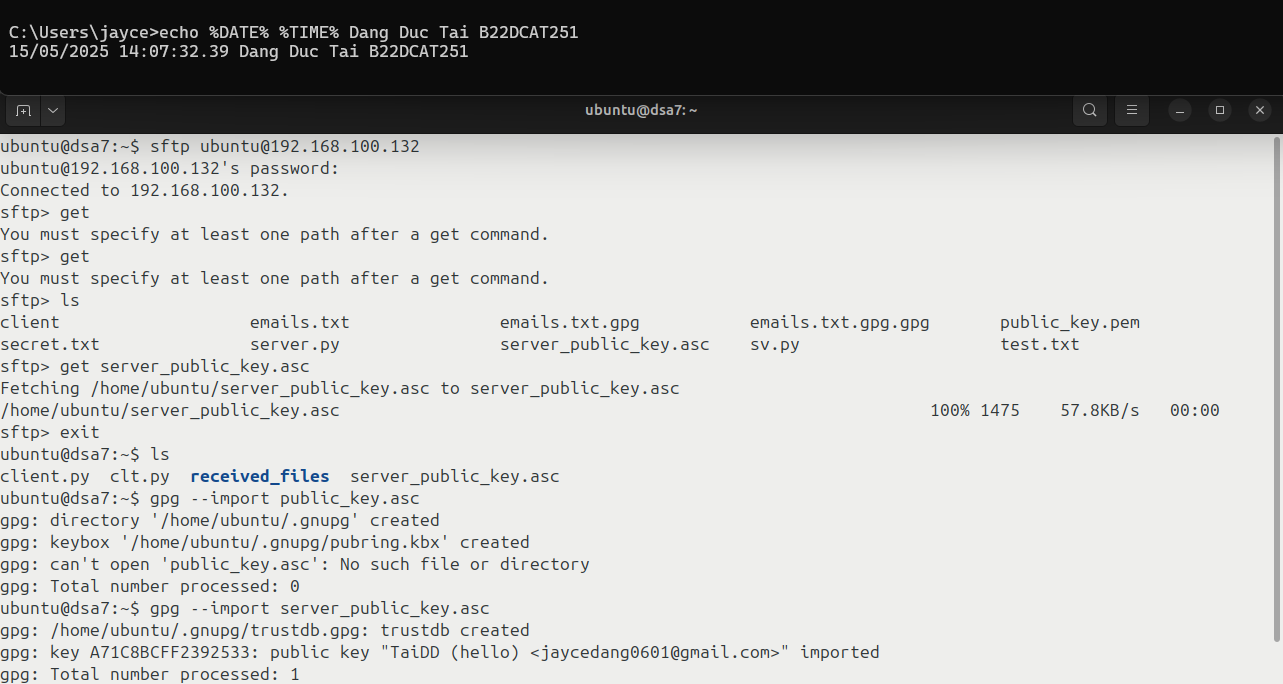 C:\Users\jayce>echo %DATE% %TIME% Dang Duc Tai B22DCAT251
15/05/2025 14:07:32.39 Dang Duc Tai B22DCAT251
ubuntu@dsa7: ~
ubuntu@dsa7:~$ sftp ubuntu@192.168.100.132
ubuntu@192.168.100.132's password:
Connected to 192.168.100.132.
sftp> get
You must specify at least one path after a get command.
sftp> get
You must specify at least one path after a get command.
sftp> ls
client emails.txt emails.txt.gpg emails.txt.gpg.gpg public_key.pem
secret.txt server.py server_public_key.asc sv.py test.txt
sftp> get server_public_key.asc
Fetching /home/ubuntu/server_public_key.asc to server_public_key.asc
/home/ubuntu/server_public_key.asc 100% 1475 57.8KB/s 00:00
sftp> exit
ubuntu@dsa7:~$ ls
client.py clt.py received_files server_public_key.asc
ubuntu@dsa7:~$ gpg --import public_key.asc
gpg: directory '/home/ubuntu/.gnupg' created
gpg: keybox '/home/ubuntu/.gnupg/pubring.kbx' created
gpg: can't open 'public_key.asc': No such file or directory
gpg: Total number processed: 0
ubuntu@dsa7:~$ gpg --import server_public_key.asc
gpg: /home/ubuntu/.gnupg/trustdb.gpg: trustdb created
gpg: key A71C8BCFF2392533: public key "TaiDD (hello) <jaycedang0601@gmail.com>" imported
gpg: Total number processed: 1